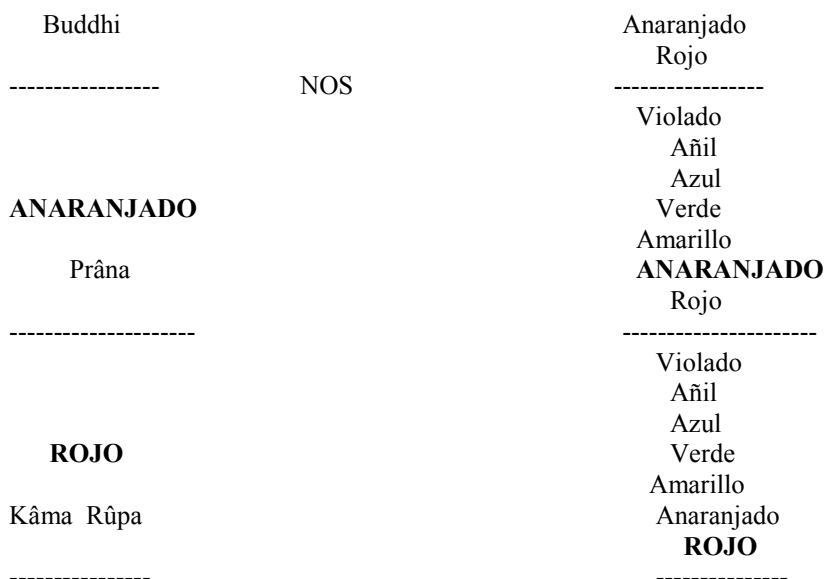 Buddhi Anaranjado
Rojo
----------------- NOS -----------------
Violado
Añil
Azul
ANARANJADO Verde
Amarillo
Prâna ANARANJADO
Rojo
--------------------- ----------------------
Violado
Añil
Azul
ROJO Verde
Amarillo
Kâma Rûpa Anaranjado
ROJO
---------------- ---------------